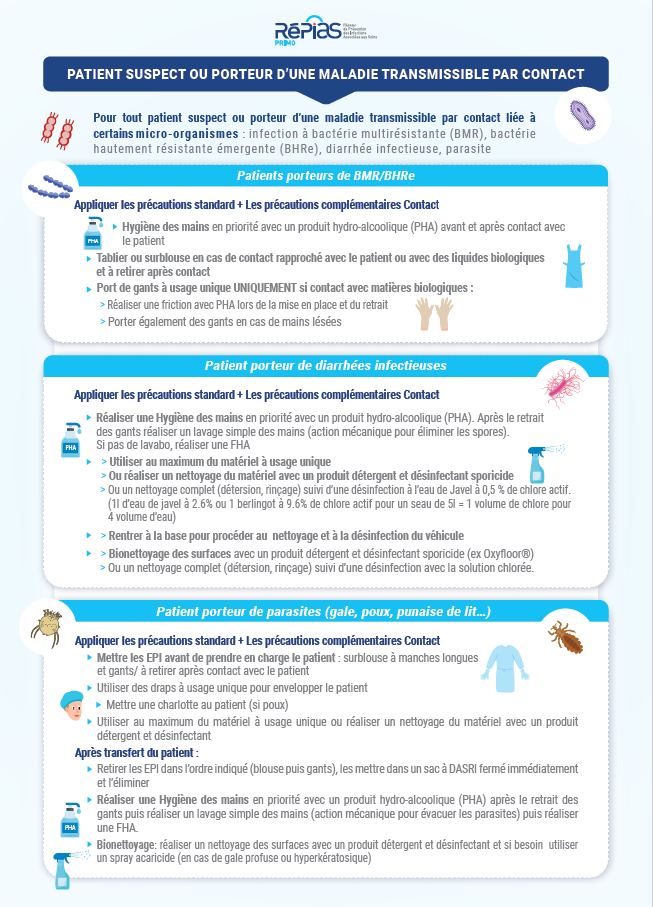 RéPIAS
Réseau
de Prévention
des Infections
Associées aux Soins
PRIMO
PATIENT SUSPECT OU PORTEUR D'UNE MALADIE TRANSMISSIBLE PAR CONTACT
Pour tout patient suspect ou porteur d'une maladie transmissible par contact liée à
certains micro-organismes : infection à bactérie multirésistante (BMR), bactérie
hautement résistante émergente (BHRe), diarrhée infectieuse, parasite
Patients porteurs de BMR/BHRe
Appliquer les précautions standard + Les précautions complémentaires Contact
Hygiène des mains en priorité avec un produit hydro-alcoolique (PHA) avant et après contact avec
le patient
PHA
Tablier ou surblouse en cas de contact rapproché avec le patient ou avec des liquides biologiques
et à retirer après contact
Port de gants à usage unique UNIQUEMENT si contact avec matières biologiques :
> Réaliser une friction avec PHA lors de la mise en place et du retrait
> Porter également des gants en cas de mains lésées
Patient porteur de diarrhées infectieuses
Appliquer les précautions standard + Les précautions complémentaires Contact
Réaliser une Hygiène des mains en priorité avec un produit hydro-alcoolique (PHA). Après le retrait
des gants réaliser un lavage simple des mains (action mécanique pour éliminer les spores).
Si pas de lavabo, réaliser une FHA
PHA
> Utiliser au maximum du matériel à usage unique
> Ou réaliser un nettoyage du matériel avec un produit détergent et désinfectant sporicide
> Ou un nettoyage complet (détersion, rinçage) suivi d'une désinfection à l'eau de Javel à 0,5 % de chlore actif.
(1l d'eau de javel à 2.6% ou 1 berlingot à 9.6% de chlore actif pour un seau de 5l = 1 volume de chlore pour
4 volume d'eau)
> Rentrer à la base pour procéder au nettoyage et à la désinfection du véhicule
> Bionettoyage des surfaces avec un produit détergent et désinfectant sporicide (ex Oxyfloor®)
> Ou un nettoyage complet (détersion, rinçage) suivi d'une désinfection avec la solution chlorée.
Patient porteur de parasites (gale, poux, punaise de lit...)
Appliquer les précautions standard + Les précautions complémentaires Contact
Mettre les EPI avant de prendre en charge le patient : surblouse à manches longues
et gants/ à retirer après contact avec le patient
Utiliser des draps à usage unique pour envelopper le patient
Mettre une charlotte au patient (si poux)
Utiliser au maximum du matériel à usage unique ou réaliser un nettoyage du matériel avec un produit
détergent et désinfectant
Après transfert du patient :
Retirer les EPI dans l'ordre indiqué (blouse puis gants), les mettre dans un sac à DASRI fermé immédiatement
et l'éliminer
Réaliser une Hygiène des mains en priorité avec un produit hydro-alcoolique (PHA) après le retrait des
gants puis réaliser un lavage simple des mains (action mécanique pour évacuer les parasites) puis réaliser
une FHA.
PHA
Bionettoyage: réaliser un nettoyage des surfaces avec un produit détergent et désinfectant et si besoin utiliser
un spray acaricide (en cas de gale profuse ou hyperkératosique)